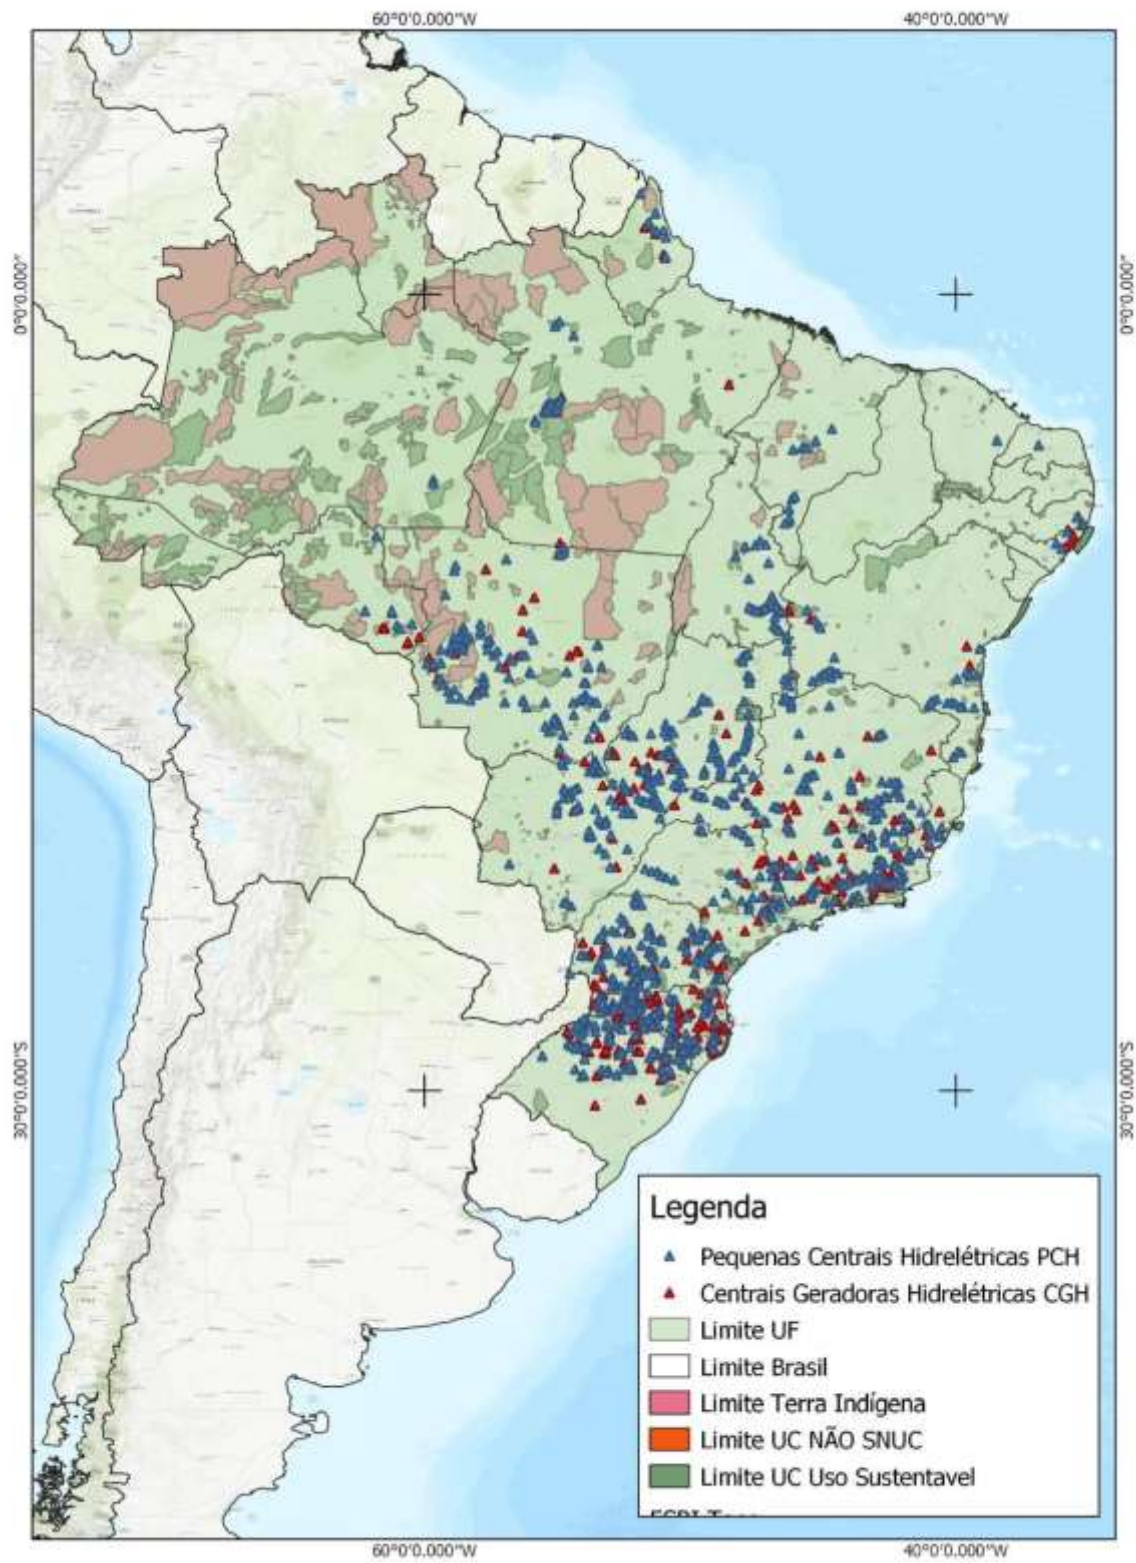 60°0'0.000"W
40°0'0.000"W
0°0'0.000"
0°0'0.000"
30°0'0.000"S
30°0'0.000"S
Legenda
Pequenas Centrais Hidrelétricas PCH
Centrais Geradoras Hidrelétricas CGH
Limite UF
Limite Brasil
Limite Terra Indígena
Limite UC NÃO SNUC
Limite UC Uso Sustentavel
60°0'0.000"W
40°0'0.000"W